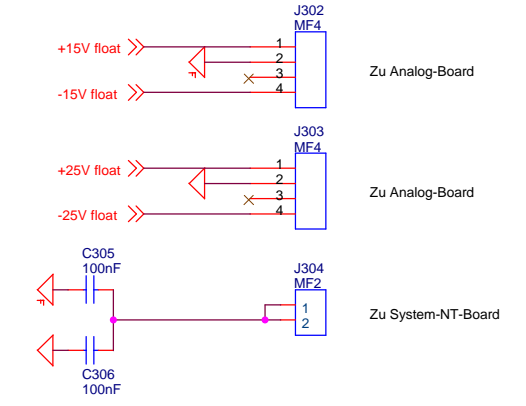 J302
MF4
+15V float
1
2
F
3
4
-15V float
Zu Analog-Board
J303
MF4
+25V float
1
2
3
4
-25V float
Zu Analog-Board
C305
100nF
F
J304
MF2
1
2
Zu System-NT-Board
C306
100nF